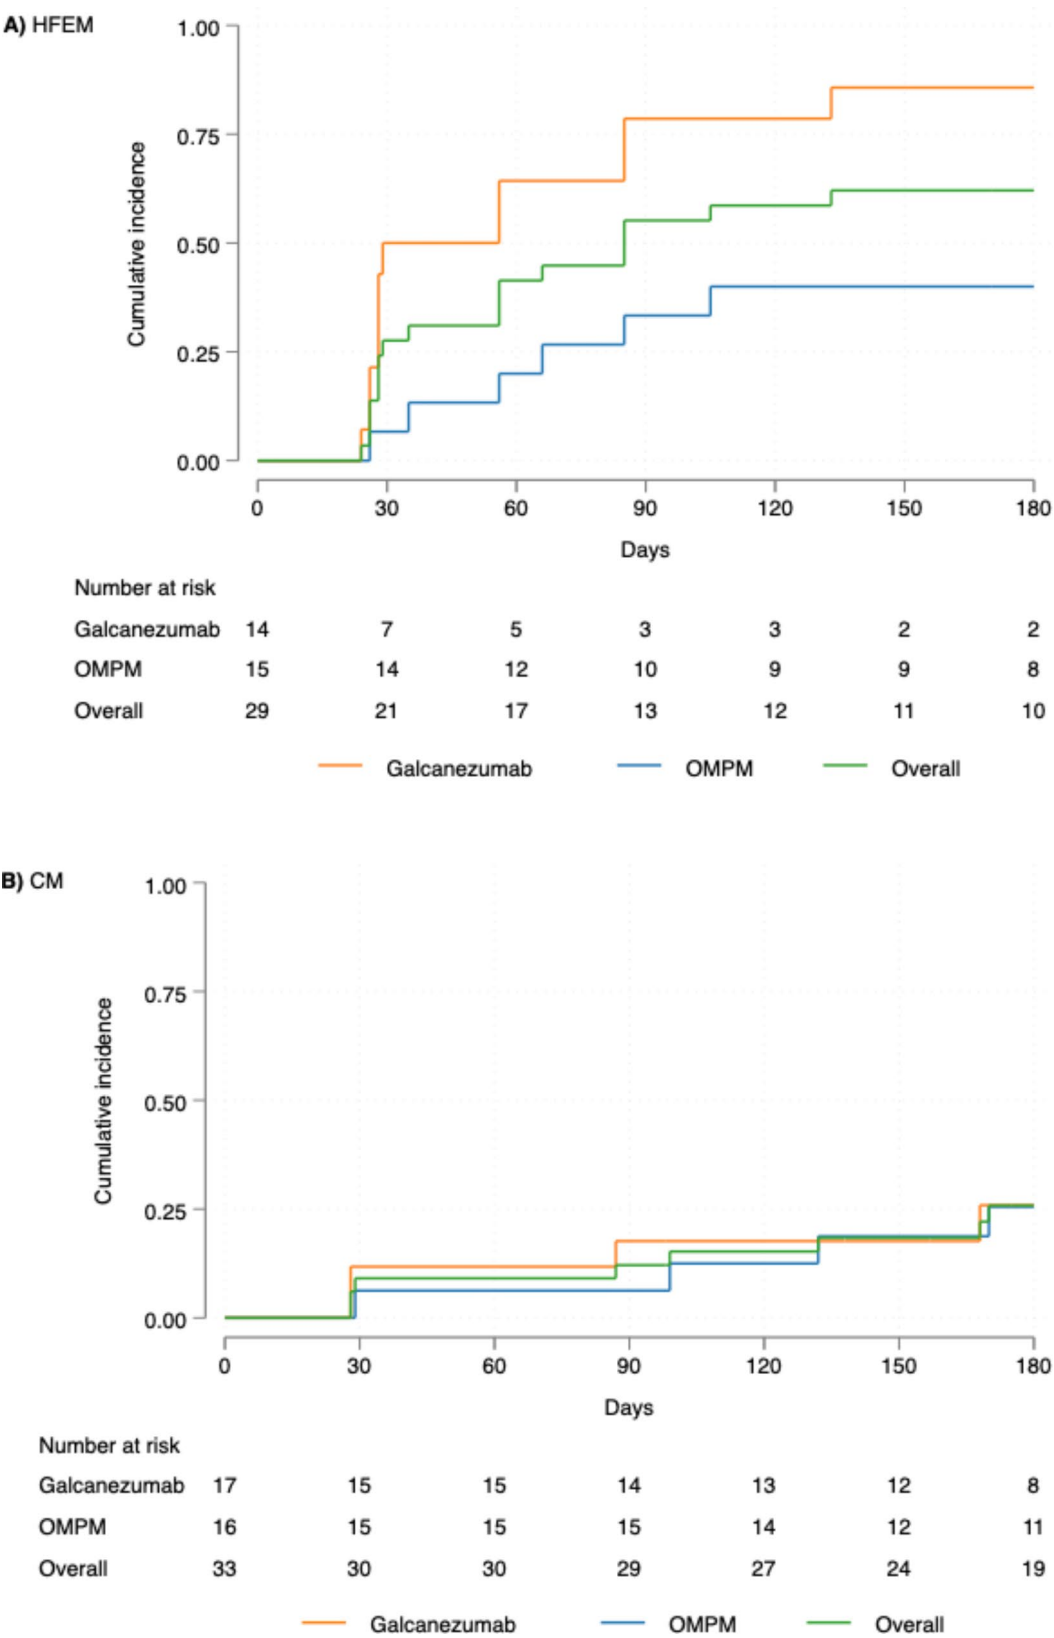 A) HFEM
1.00
0.75
0.50
0.25
0.00
Cumulative incidence
0 30 60 90 120 150 180
Days
Number at risk
Galcanezumab 14 7 5 3 3 2 2
OMPM 15 14 12 10 9 9 8
Overall 29 21 17 13 12 11 10
Galcanezumab OMPM Overall
B) CM
1.00
0.75
0.50
0.25
0.00
Cumulative incidence
0 30 60 90 120 150 180
Days
Number at risk
Galcanezumab 17 15 15 14 13 12 8
OMPM 16 15 15 15 14 12 11
Overall 33 30 30 29 27 24 19
Galcanezumab OMPM Overall